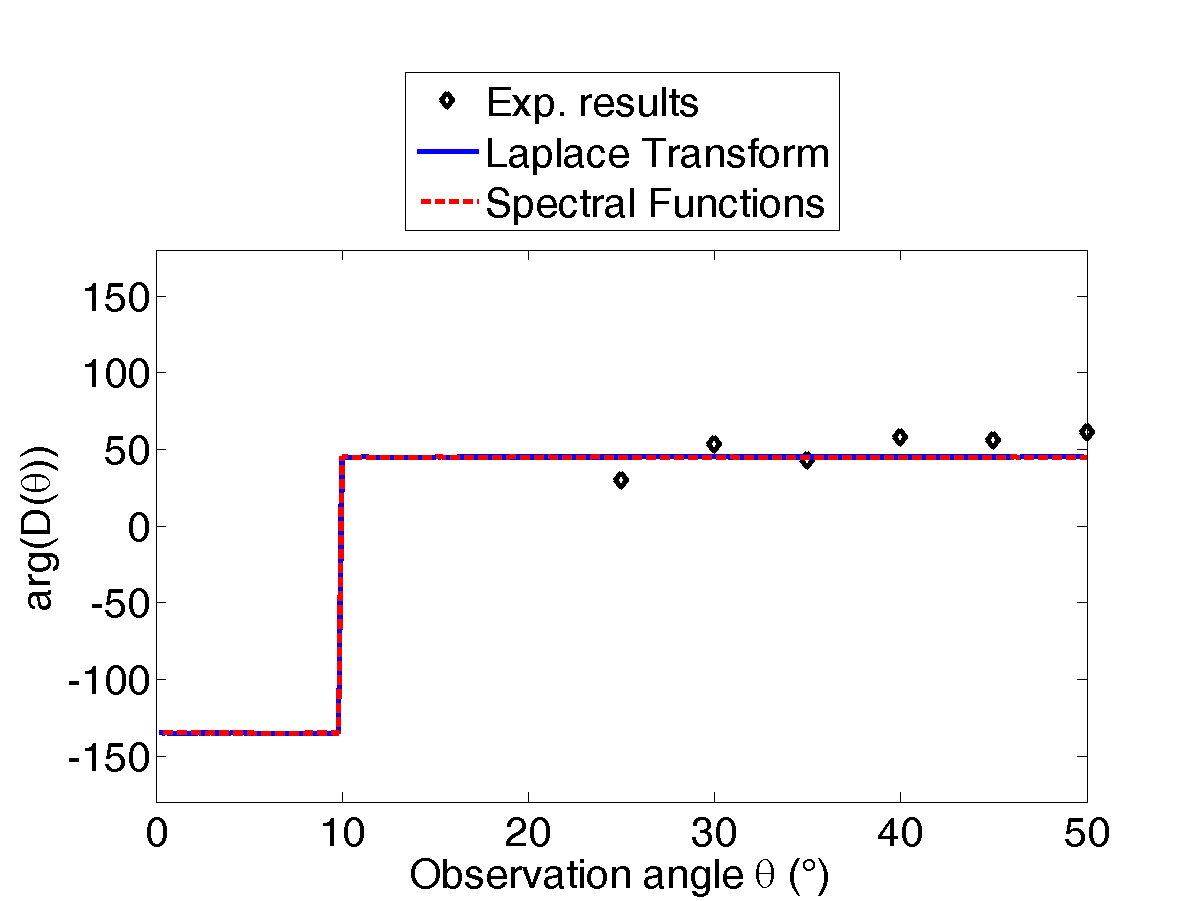 Exp. results
Laplace Transform
Spectral Functions
150
100
50
0
-50
-100
-150
arg(D(θ))
0 10 20 30 40 50
Observation angle θ (°)